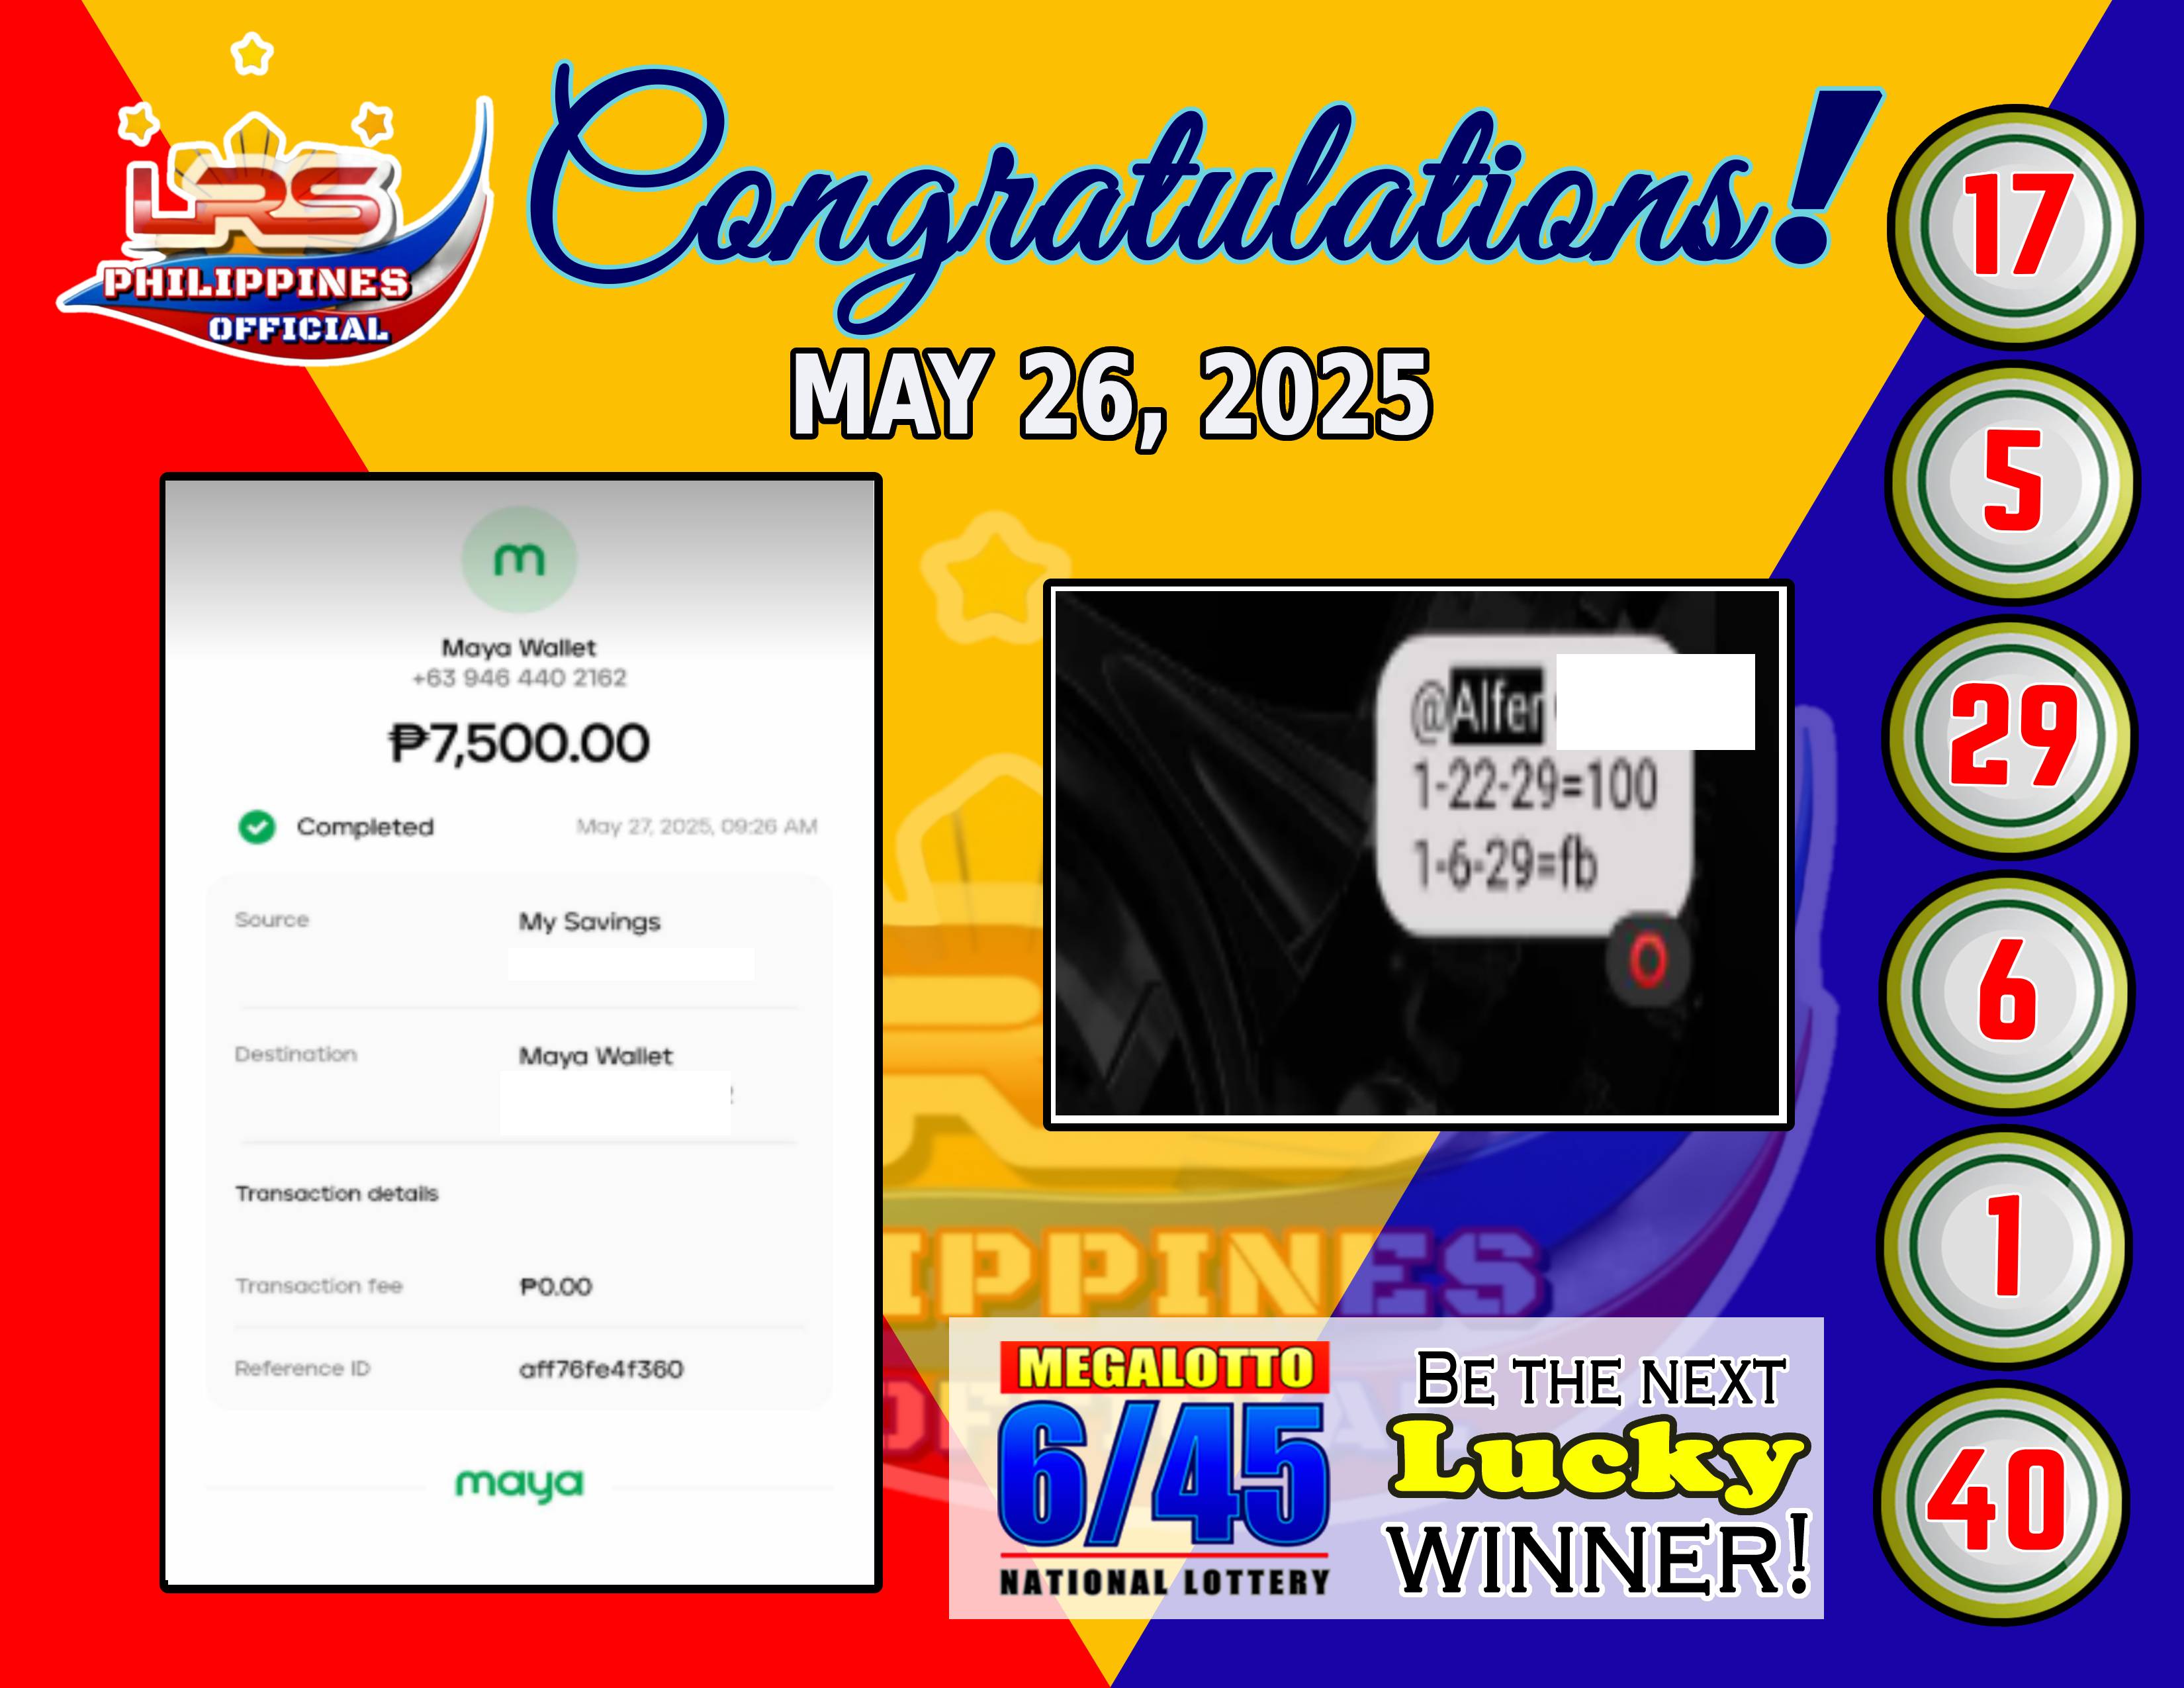 LRS
PHILIPPINES
OFFICIAL
Congratulations!
MAY 26, 2025
m
Maya Wallet
+63 946 440 2162
₱7,500.00
Completed
May 27, 2025, 09:26 AM
Source
My Savings
Destination
Maya Wallet
Transaction details
Transaction fee
₱0.00
Reference ID
aff76fe4f360
maya
@Alfer
1-22-29=100
1-6-29=fb
IPPINES
MEGALOTTO
6/45
NATIONAL LOTTERY
BE THE NEXT
Lucky
WINNER!
17
5
29
6
1
40